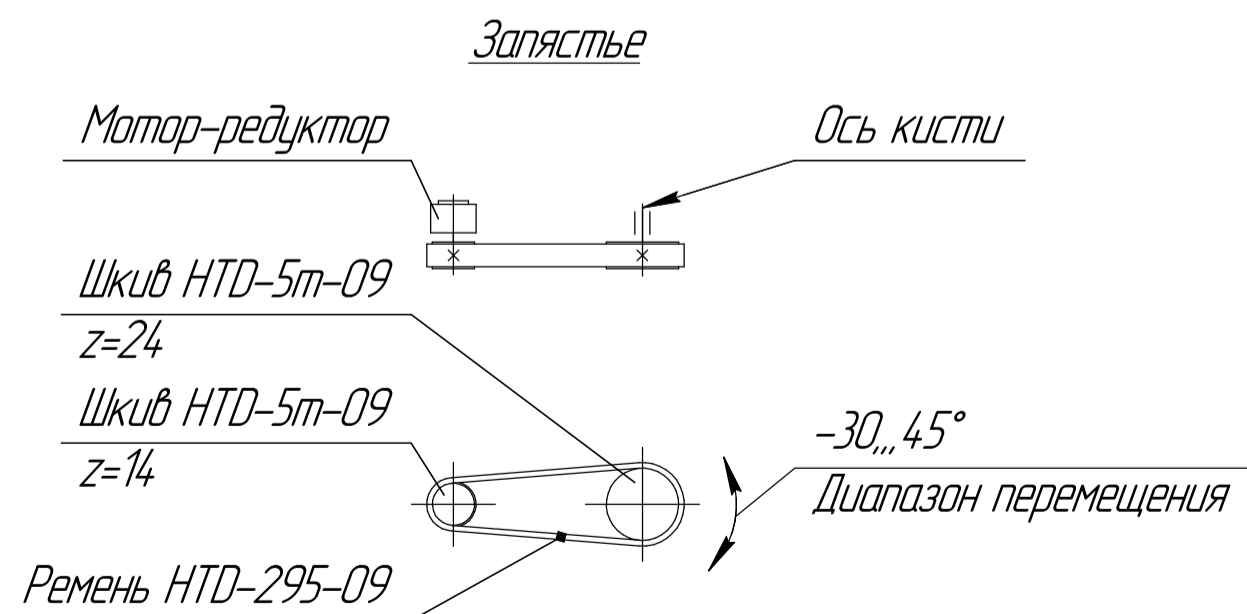 Запястье
Мотор-редуктор
Ось кисти
Шкив HTD-5m-09
z=24
Шкив HTD-5m-09
z=14
-30,,,45°
Диапазон перемещения
Ремень HTD-295-09